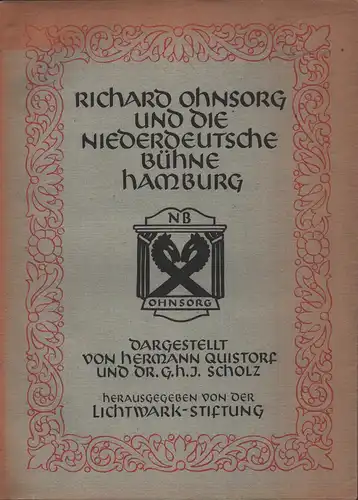 RICHARD OHNSORG
UND DIE
NIEDERDEUTSCHE
BÜHNE
HAMBURG
NB
OHNSORG
DARGESTELLT
VON HERMANN QUISTORF
UND DR. G.H.J. SCHOLZ
HERAUSGEGEBEN VON DER
LICHTWARK-STIFTUNG